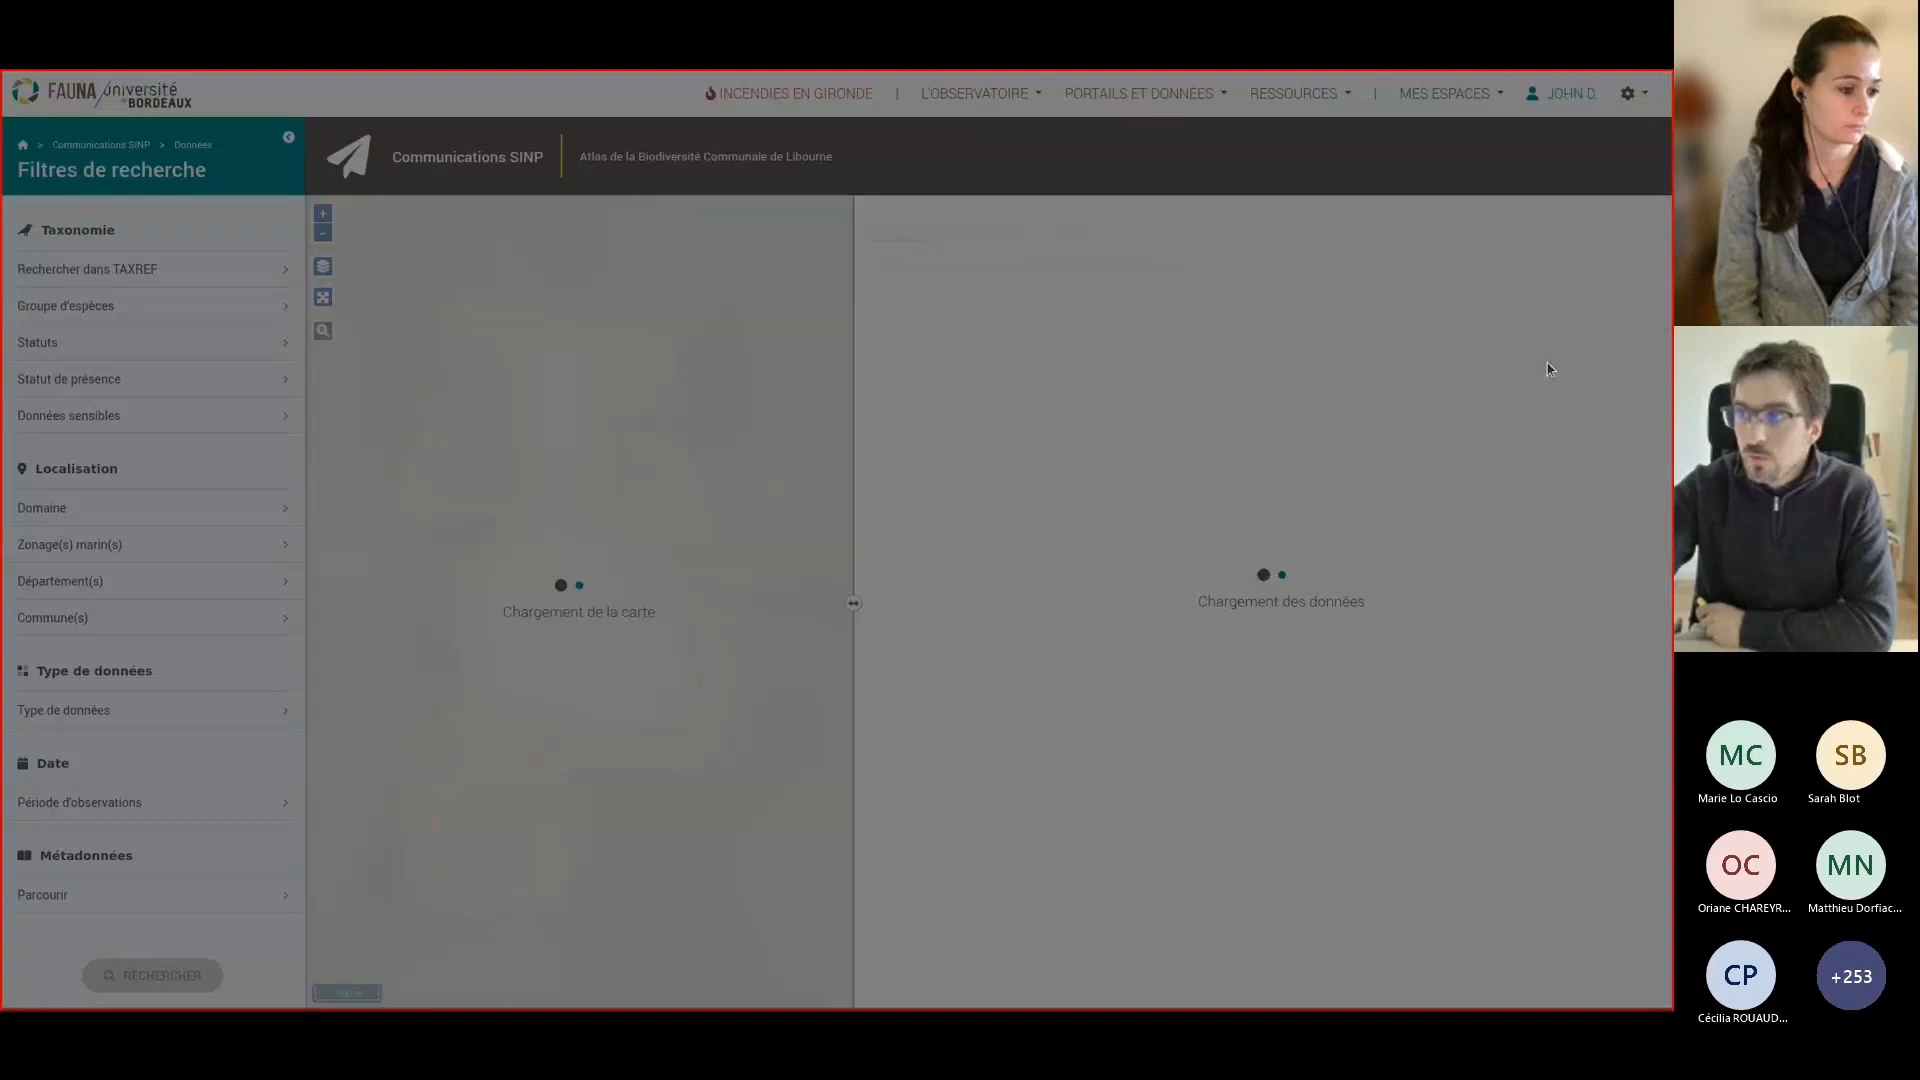 FAUNA Université de BORDEAUX
INCENDIES EN GIRONDE | L'OBSERVATOIRE PORTAILS ET DONNÉES RESSOURCES | MES ESPACES JOHN D.
> Communications SINP > Données
Filtres de recherche
Communications SINP
Atlas de la Biodiversité Communale de Libourne
Taxonomie
Rechercher dans TAXREF
Groupe d'espèces
Statuts
Statut de présence
Données sensibles
Localisation
Domaine
Zonage(s) marin(s)
Département(s)
Commune(s)
Type de données
Type de données
Date
Période d'observations
Métadonnées
Parcourir
RECHERCHER
+
-
Chargement de la carte
Chargement des données
MC
Marie Lo Cascio
SB
Sarah Blot
OC
Oriane CHAREYR...
MN
Matthieu Dorfiac...
CP
Cécilia ROUAUD...
+253